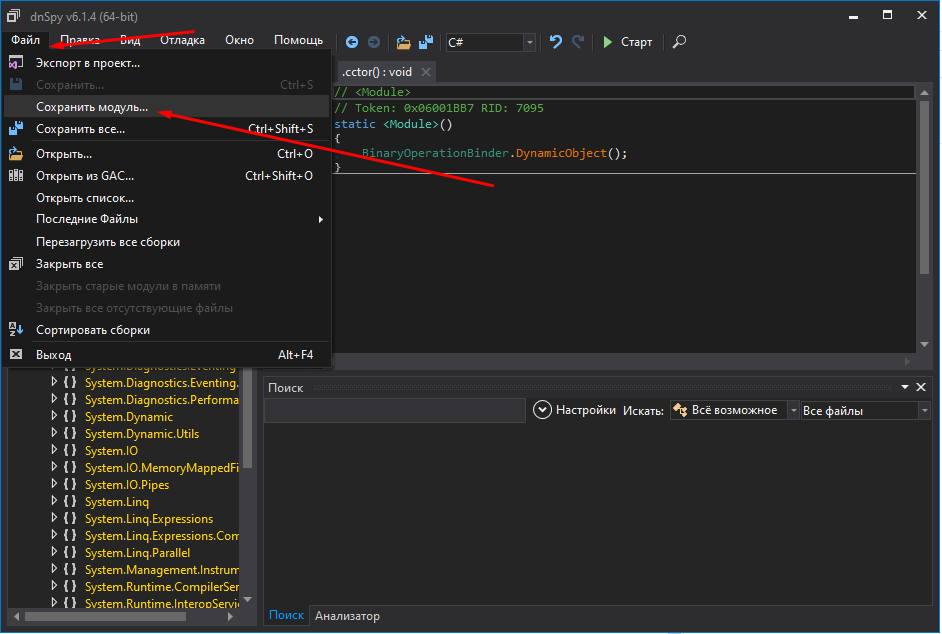 dnSpy v6.1.4 (64-bit)
Файл Правка Вид Отладка Окно Помощь C# Старт
Экспорт в проект...
Сохранить... Ctrl+S
Сохранить модуль...
Сохранить все... Ctrl+Shift+S
Открыть... Ctrl+O
Открыть из GAC... Ctrl+Shift+O
Открыть список...
Последние Файлы
Перезагрузить все сборки
Закрыть все
Закрыть старые модули в памяти
Закрыть все отсутствующие файлы
Сортировать сборки
Выход Alt+F4
.cctor() : void
// <Module>
// Token: 0x06001BB7 RID: 7095
static <Module>()
{
BinaryOperationBinder.DynamicObject();
}
System.Diagnostics.Eventing
{ } System.Diagnostics.Eventing.
{ } System.Diagnostics.Performa
{ } System.Dynamic
{ } System.Dynamic.Utils
{ } System.IO
{ } System.IO.MemoryMappedFi
{ } System.IO.Pipes
{ } System.Linq
{ } System.Linq.Expressions
{ } System.Linq.Expressions.Com
{ } System.Linq.Parallel
{ } System.Management.Instrum
{ } System.Runtime.CompilerSer
{ } System.Runtime.InteropServic
Поиск
Настройки Искать: Всё возможное Все файлы
Поиск Анализатор